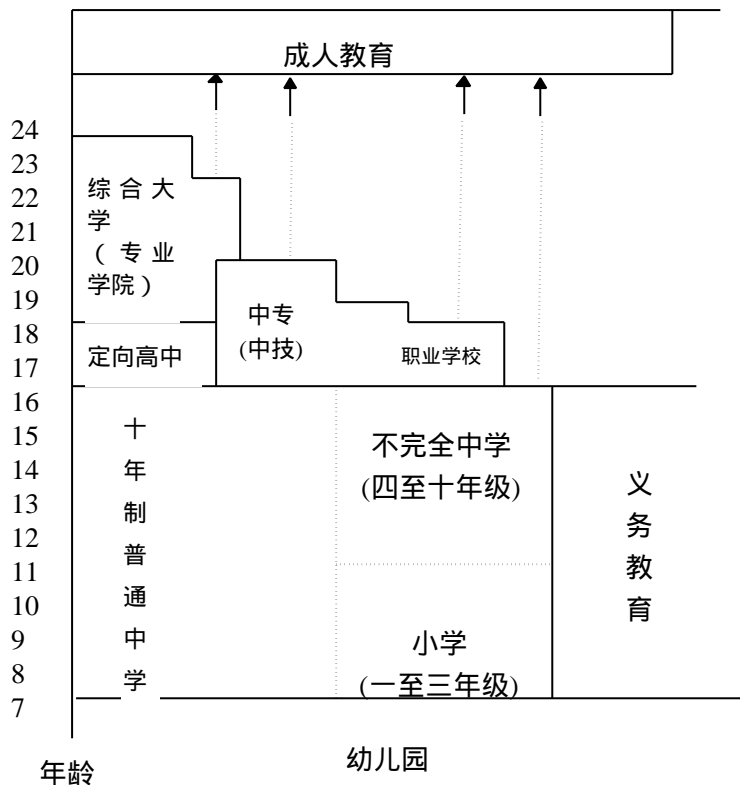 成人教育
24
23
22
21
20
19
18
17
16
15
14
13
12
11
10
9
8
7
综合大
学
（专业
学院）
中专
(中技)
定向高中
职业学校
十
年
制
普
通
中
学
不完全中学
(四至十年级)
小学
(一至三年级)
义
务
教
育
年龄
幼儿园